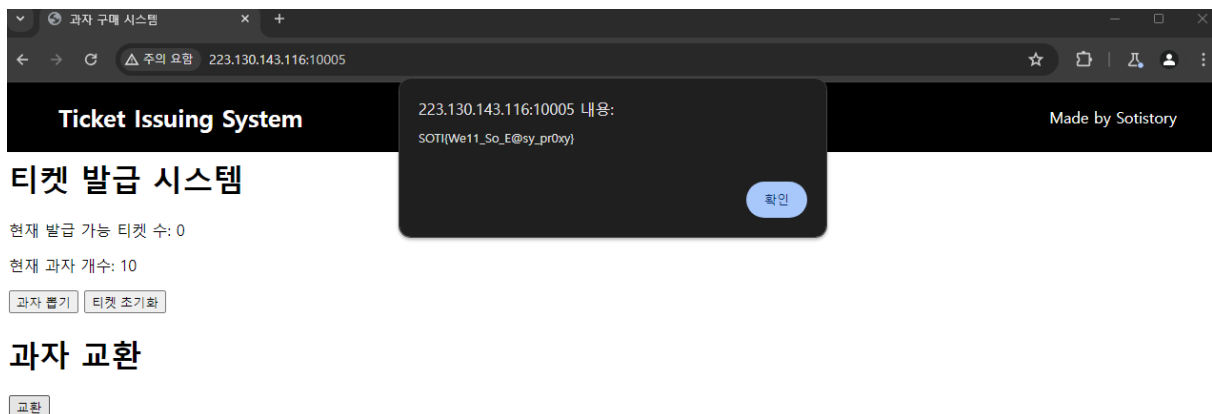 과자 구매 시스템
주의 요함 223.130.143.116:10005
223.130.143.116:10005 내용:
SOTI{We11_So_E@sy_pr0xy}
확인
Ticket Issuing System
Made by Sotistory
티켓 발급 시스템
현재 발급 가능 티켓 수: 0
현재 과자 개수: 10
과자 뽑기 티켓 초기화
과자 교환
교환